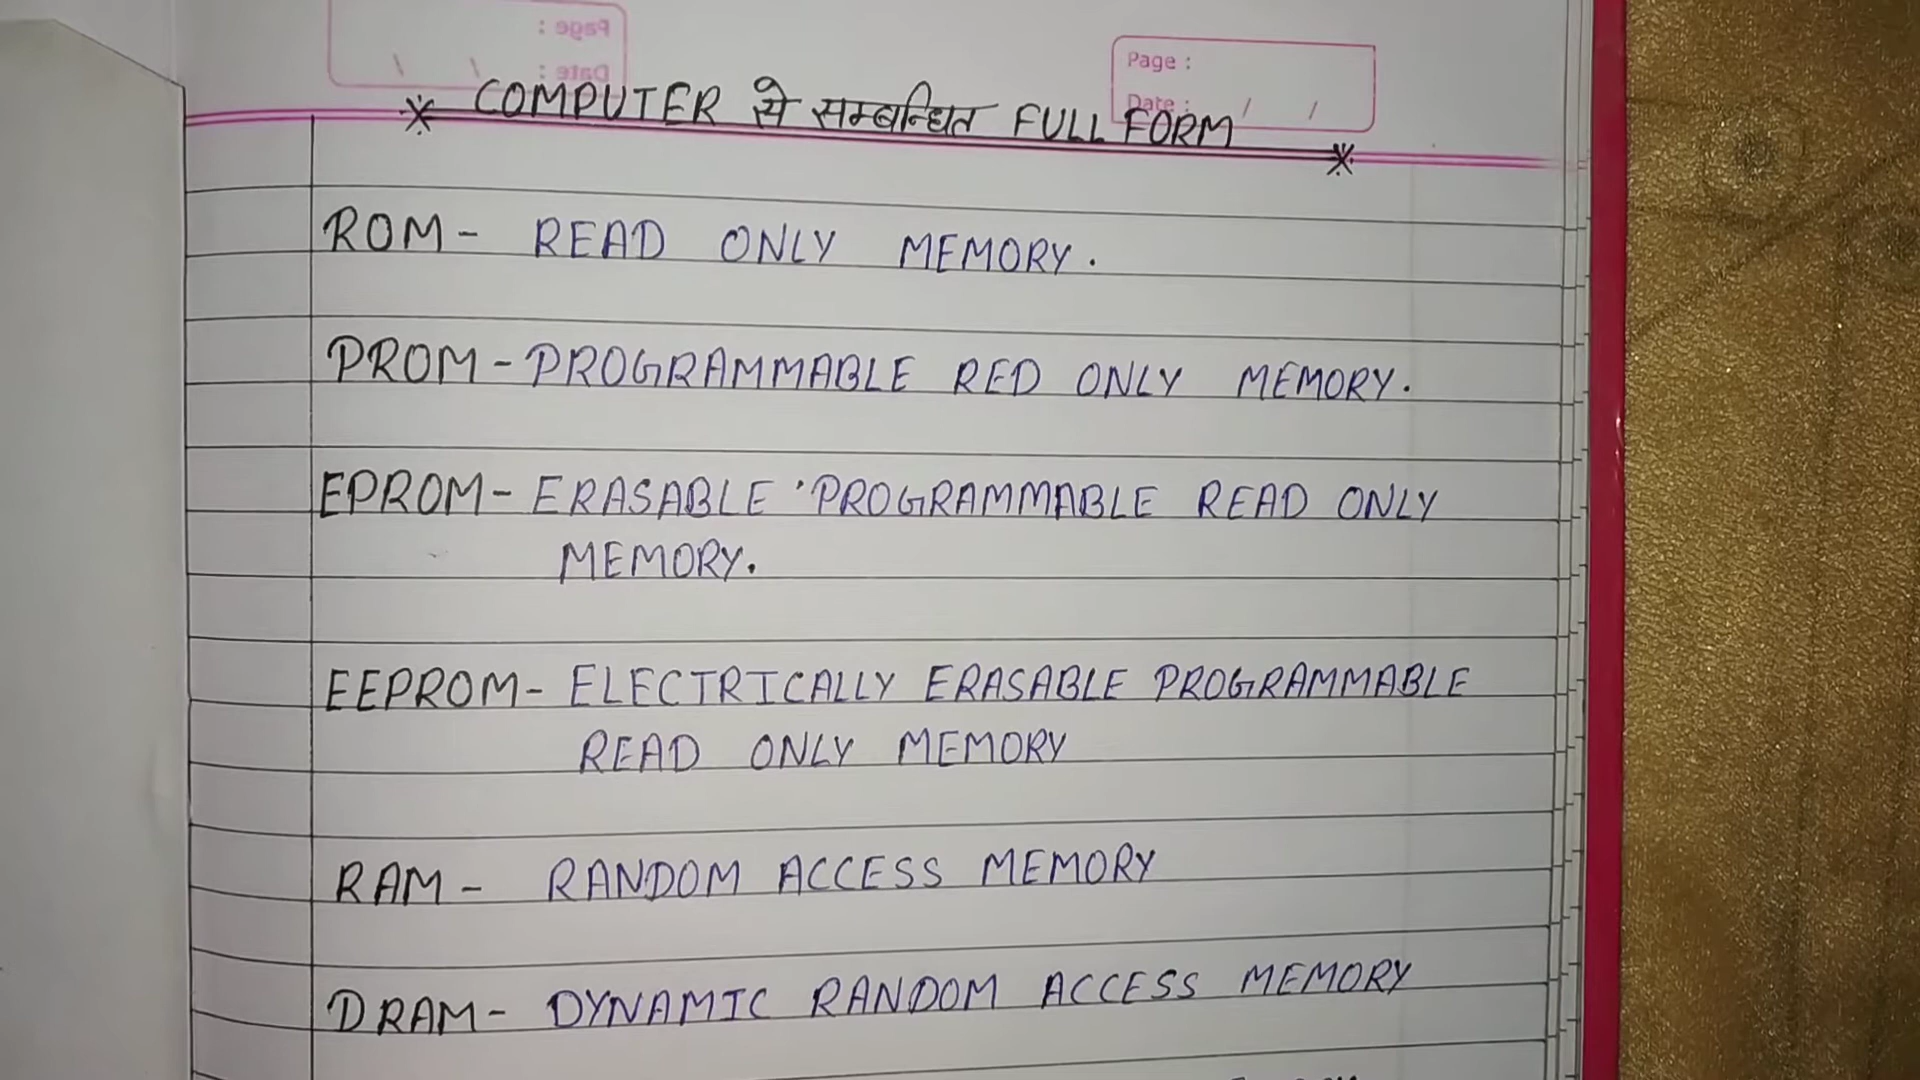 Page :
Date : / /
COMPUTER से सम्बन्धित FULL FORM
ROM - READ ONLY MEMORY.
PROM - PROGRAMMABLE RED ONLY MEMORY.
EPROM - ERASABLE PROGRAMMABLE READ ONLY
MEMORY.
EEPROM - ELECTRICALLY ERASABLE PROGRAMMABLE
READ ONLY MEMORY
RAM - RANDOM ACCESS MEMORY
DRAM - DYNAMIC RANDOM ACCESS MEMORY